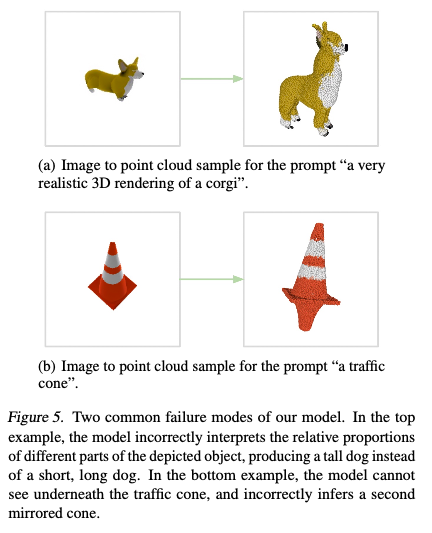 (a) Image to point cloud sample for the prompt “a very
realistic 3D rendering of a corgi”.
(b) Image to point cloud sample for the prompt “a traffic
cone”.
Figure 5. Two common failure modes of our model. In the top
example, the model incorrectly interprets the relative proportions
of different parts of the depicted object, producing a tall dog instead
of a short, long dog. In the bottom example, the model cannot
see underneath the traffic cone, and incorrectly infers a second
mirrored cone.